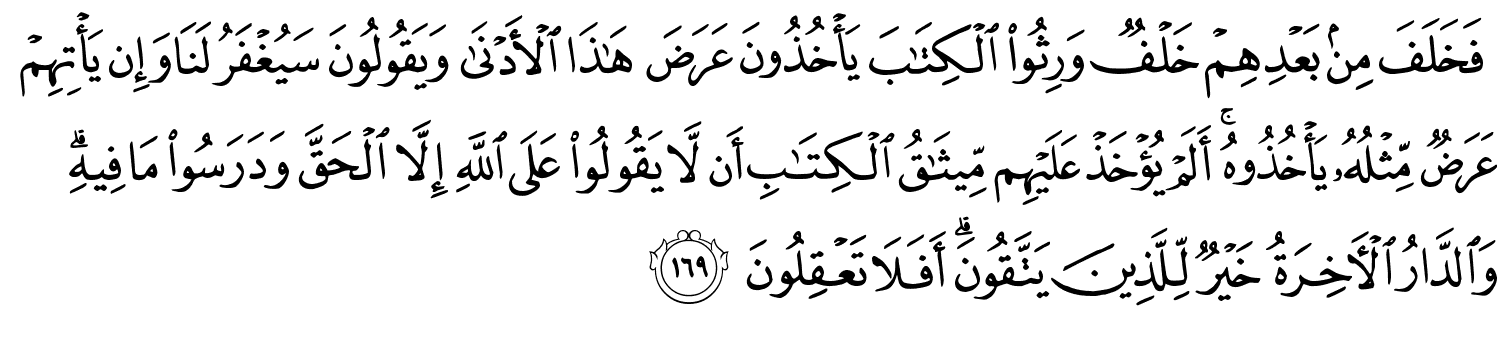 فَخَلَفَ مِنۢ بَعۡدِهِمۡ خَلۡفٞ وَرِثُواْ ٱلۡكِتَٰبَ يَأۡخُذُونَ عَرَضَ هَٰذَا ٱلۡأَدۡنَىٰ وَيَقُولُونَ سَيُغۡفَرُ لَنَا وَإِن يَأۡتِهِمۡ
عَرَضٞ مِّثۡلُهُۥ يَأۡخُذُوهُۚ أَلَمۡ يُؤۡخَذۡ عَلَيۡهِم مِّيثَٰقُ ٱلۡكِتَٰبِ أَن لَّا يَقُولُواْ عَلَى ٱللَّهِ إِلَّا ٱلۡحَقَّ وَدَرَسُواْ مَا فِيهِۗ
وَٱلدَّارُ ٱلۡأٓخِرَةُ خَيۡرٞ لِّلَّذِينَ يَتَّقُونَۗ أَفَلَا تَعۡقِلُونَ ١٦٩